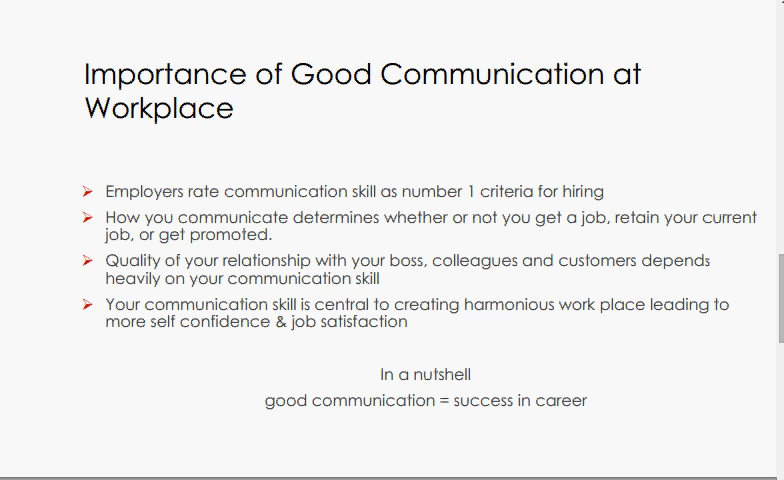 Importance of Good Communication at
Workplace
Employers rate communication skill as number 1 criteria for hiring
How you communicate determines whether or not you get a job, retain your current
job, or get promoted.
Quality of your relationship with your boss, colleagues and customers depends
heavily on your communication skill
Your communication skill is central to creating harmonious work place leading to
more self confidence & job satisfaction
In a nutshell
good communication = success in career